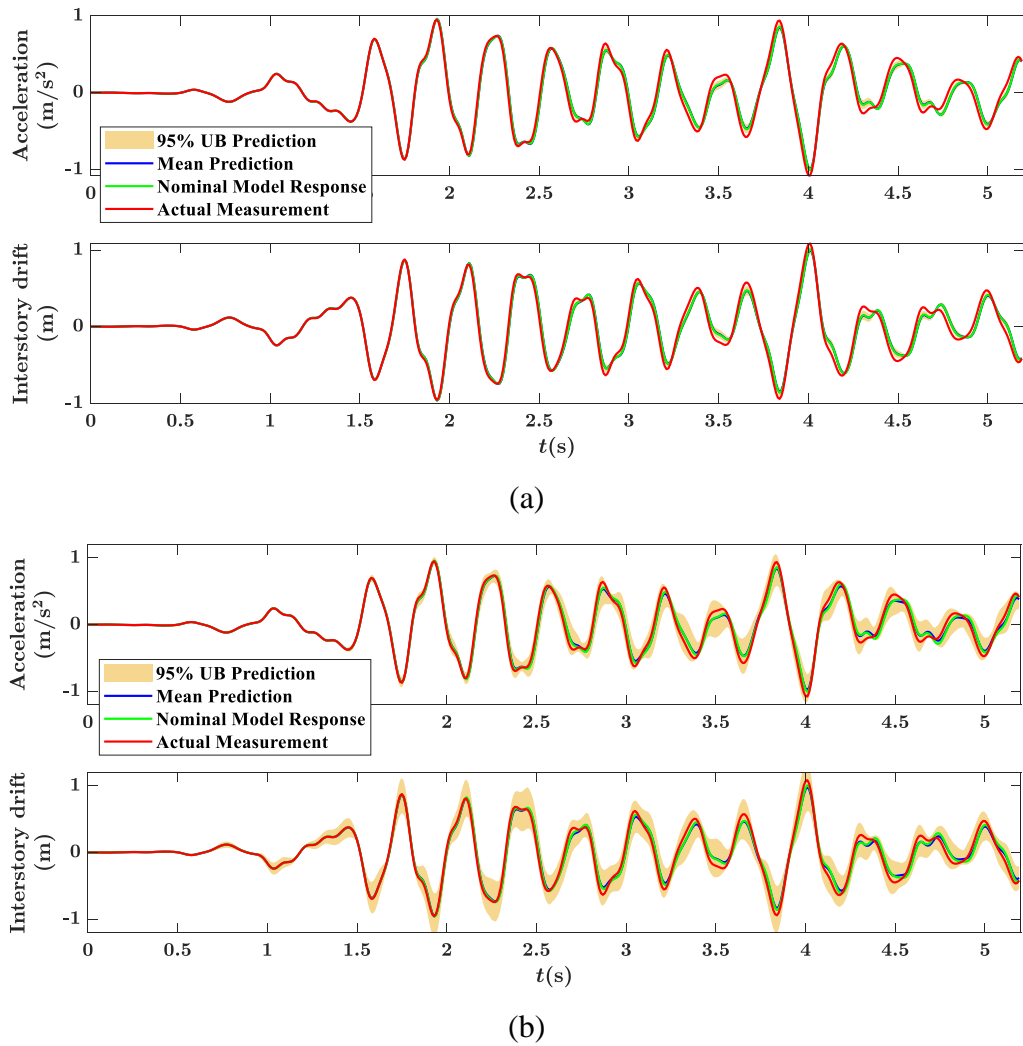 Acceleration
(m/s²)
1
0
-1
95% UB Prediction
Mean Prediction
Nominal Model Response
Actual Measurement
0 2 2.5 3 3.5 4 4.5 5
Interstory drift
(m)
1
0
-1
0 0.5 1 1.5 2 2.5 3 3.5 4 4.5 5
t(s)
(a)
Acceleration
(m/s²)
1
0
-1
95% UB Prediction
Mean Prediction
Nominal Model Response
Actual Measurement
0 2 2.5 3 3.5 4 4.5 5
Interstory drift
(m)
1
0
-1
0 0.5 1 1.5 2 2.5 3 3.5 4 4.5 5
t(s)
(b)